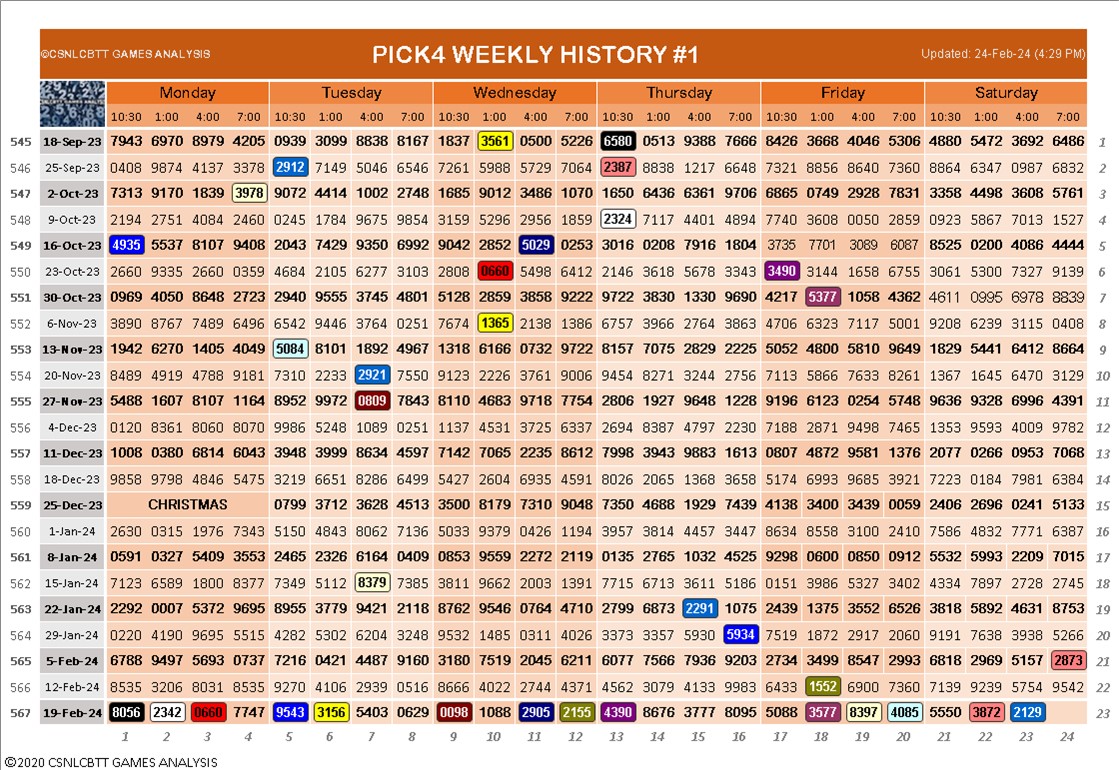 ©CSNLCBTT GAMES ANALYSIS PICK4 WEEKLY HISTORY #1 Updated: 24-Feb-24 (4:29 PM)
Monday Tuesday Wednesday Thursday Friday Saturday
10:30 1:00 4:00 7:00 10:30 1:00 4:00 7:00 10:30 1:00 4:00 7:00 10:30 1:00 4:00 7:00 10:30 1:00 4:00 7:00 10:30 1:00 4:00 7:00
545 18-Sep-23 7943 6970 8979 4205 0939 3099 8838 8167 1837 3561 0500 5226 6580 0513 9388 7666 8426 3668 4046 5306 4880 5472 3692 6486 1
546 25-Sep-23 0408 9874 4137 3378 2912 7149 5046 6546 7261 5988 5729 7064 2387 8838 1217 6648 7321 8856 8640 7360 8864 6347 0987 6832 2
547 2-Oct-23 7313 9170 1839 3978 9072 4414 1002 2748 1685 9012 3486 1070 1650 6436 6361 9706 6865 0749 2928 7831 3358 4498 3608 5761 3
548 9-Oct-23 2194 2751 4084 2460 0245 1784 9675 9854 3159 5296 2956 1859 2324 7117 4401 4894 7740 3608 0050 2859 0923 5867 7013 1527 4
549 16-Oct-23 4935 5537 8107 9408 2043 7429 9350 6992 9042 2852 5029 0253 3016 0208 7916 1804 3735 7701 3089 6087 8525 0200 4086 4444 5
550 23-Oct-23 2660 9335 2660 0359 4684 2105 6277 3103 2808 0660 5498 6412 2146 3618 5678 3343 3490 3144 1658 6755 3061 5300 7327 9139 6
551 30-Oct-23 0969 4050 8648 2723 2940 9555 3745 4801 5128 2859 3858 9222 9722 3830 1330 9690 4217 5377 1058 4362 4611 0995 6978 8839 7
552 6-Nov-23 3890 8767 7489 6496 6542 9446 3764 0251 7674 1365 2138 1386 6757 3966 2764 3863 4708 6323 7117 5001 9208 6239 3115 0408 8
553 13-Nov-23 1942 6270 1405 4049 5084 8101 1892 4967 1318 6166 0732 9722 8157 7075 2829 2225 5052 4800 5810 9649 1829 5441 6412 8664 9
554 20-Nov-23 8489 4919 4788 9181 7310 2233 2921 7550 9123 2226 3761 9006 9454 8271 3244 2756 7113 5766 7633 8261 1367 1645 6470 3129 10
555 27-Nov-23 5488 1607 8107 1164 8952 9972 0809 7843 8110 4683 9718 7754 2806 1927 9648 1228 9196 6123 0254 5748 9636 9328 6996 4391 11
556 4-Dec-23 0120 8361 8060 8070 9986 5248 1089 0251 1137 4531 3725 6337 2694 8387 4797 2230 7188 2871 9498 7465 1353 9593 4009 9782 12
557 11-Dec-23 1008 0380 6814 6043 3948 3999 8634 4597 7142 7065 2235 8612 7998 3943 9883 1613 0807 4872 9581 1376 2077 0266 0953 7068 13
558 18-Dec-23 9858 9798 4846 5475 3219 6651 8286 6499 5427 2604 6935 4591 8026 2065 1368 3658 5174 6993 9685 3921 7223 0184 7981 6384 14
559 25-Dec-23 CHRISTMAS 0799 3712 3628 4513 3500 8179 7310 9048 7350 4688 1929 7439 4138 3400 3439 0059 2406 2696 0241 5133 15
560 1-Jan-24 2630 0315 1976 7343 5150 4843 8062 7136 5033 9379 0426 1194 3957 3814 4457 3447 8634 8558 3100 2410 7586 4832 7771 6387 16
561 8-Jan-24 0591 0327 5409 3553 2465 2326 6164 0409 0853 9559 2272 2119 0135 2765 1032 4525 9298 0600 0850 0912 5532 5993 2209 7015 17
562 15-Jan-24 7123 6589 1800 8377 7349 5112 8379 7385 3811 9662 2003 1391 7715 6713 3611 5186 0151 3986 5327 3402 4334 7897 2728 2745 18
563 22-Jan-24 2292 0007 5372 9695 8955 3779 9421 2118 8762 9546 0764 4710 2799 6873 2291 1075 2439 1375 3552 6526 3818 5892 4631 8753 19
564 29-Jan-24 0220 4190 9695 5515 4282 5302 6204 3248 9532 1485 0311 4026 3373 3357 5930 5934 7519 1872 2917 2060 9191 7638 3938 5266 20
565 5-Feb-24 6788 9497 5693 0737 7216 0421 4487 9160 3180 7519 2045 6211 6077 7566 7936 9203 2734 3499 8547 2993 6818 2969 5157 2873 21
566 12-Feb-24 8535 3206 8031 8535 9270 4106 2939 0516 8666 4022 2744 4371 4562 3079 4133 9983 6433 1552 6900 7360 7139 9239 5754 9542 22
567 19-Feb-24 8056 2342 0660 7747 9543 3156 5403 0629 0098 1088 2905 2155 4390 8676 3777 8095 5088 3577 8397 4085 5550 3872 2129 23
1 2 3 4 5 6 7 8 9 10 11 12 13 14 15 16 17 18 19 20 21 22 23 24
©2020 CSNLCBTT GAMES ANALYSIS